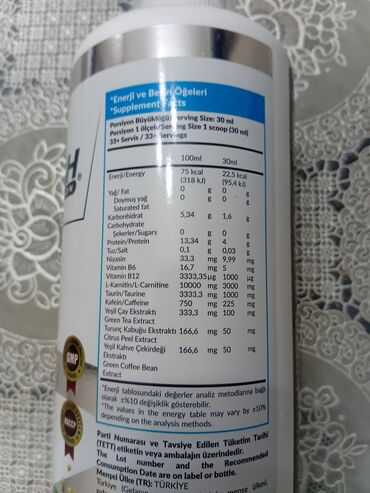 *Enerji ve Besin Öğeleri
*Supplement Facts
Porsiyon Büyüklüğü/Serving Size: 30 ml
Porsiyon 1 ölçek/Serving Size 1 scoop (30 ml)
33+ Servis / 33+ Servings
100ml 30ml
Enerji/Energy 75 kcal 22,5 kcal
(318 kJ) (95,4 kJ)
Yağ/ Fat 0 g 0 g
Doymuş yağ 0 g 0 g
Saturated fat
Karbonhidrat 5,34 g 1,6 g
Carbohydrate
Şekerler/Sugars 0 g 0 g
Protein/Protein 13,34 g 4 g
Tuz/Salt 0,1 g 0,03 g
Niyasin 33,3 mg 9,99 mg
Vitamin B6 16,7 mg 5 mg
Vitamin B12 3333,35 µg 1000 µg
L-Karnitin/L-Carnitine 10000 mg 3000 mg
Taurin/Taurine 3333,3 mg 1000 mg
Kafein/Caffeine 750 mg 225 mg
Yeşil Çay Ekstraktı 333,3 mg 100 mg
Green Tea Extract
Turunç Kabuğu Ekstraktı 166,6 mg 50 mg
Citrus Peel Extract
Yeşil Kahve Çekirdeği 166,6 mg 50 mg
Ekstraktı
Green Coffee Bean
Extract
*Enerji tablosundaki değerler analiz metodlarına bağlı
olarak ±%10 değişiklik gösterebilir.
*The values in the energy table may vary by ±10%
depending on the analysis methods.
Parti Numarası ve Tavsiye Edilen Tüketim Tarihi
(TETT) etiketin veya ambalajın üzerindedir.
The Lot number and the Recommended
Consumption Date are on label or bottle.
Menşei Ülke (TR): TÜRKİYE
GMP
HACCP